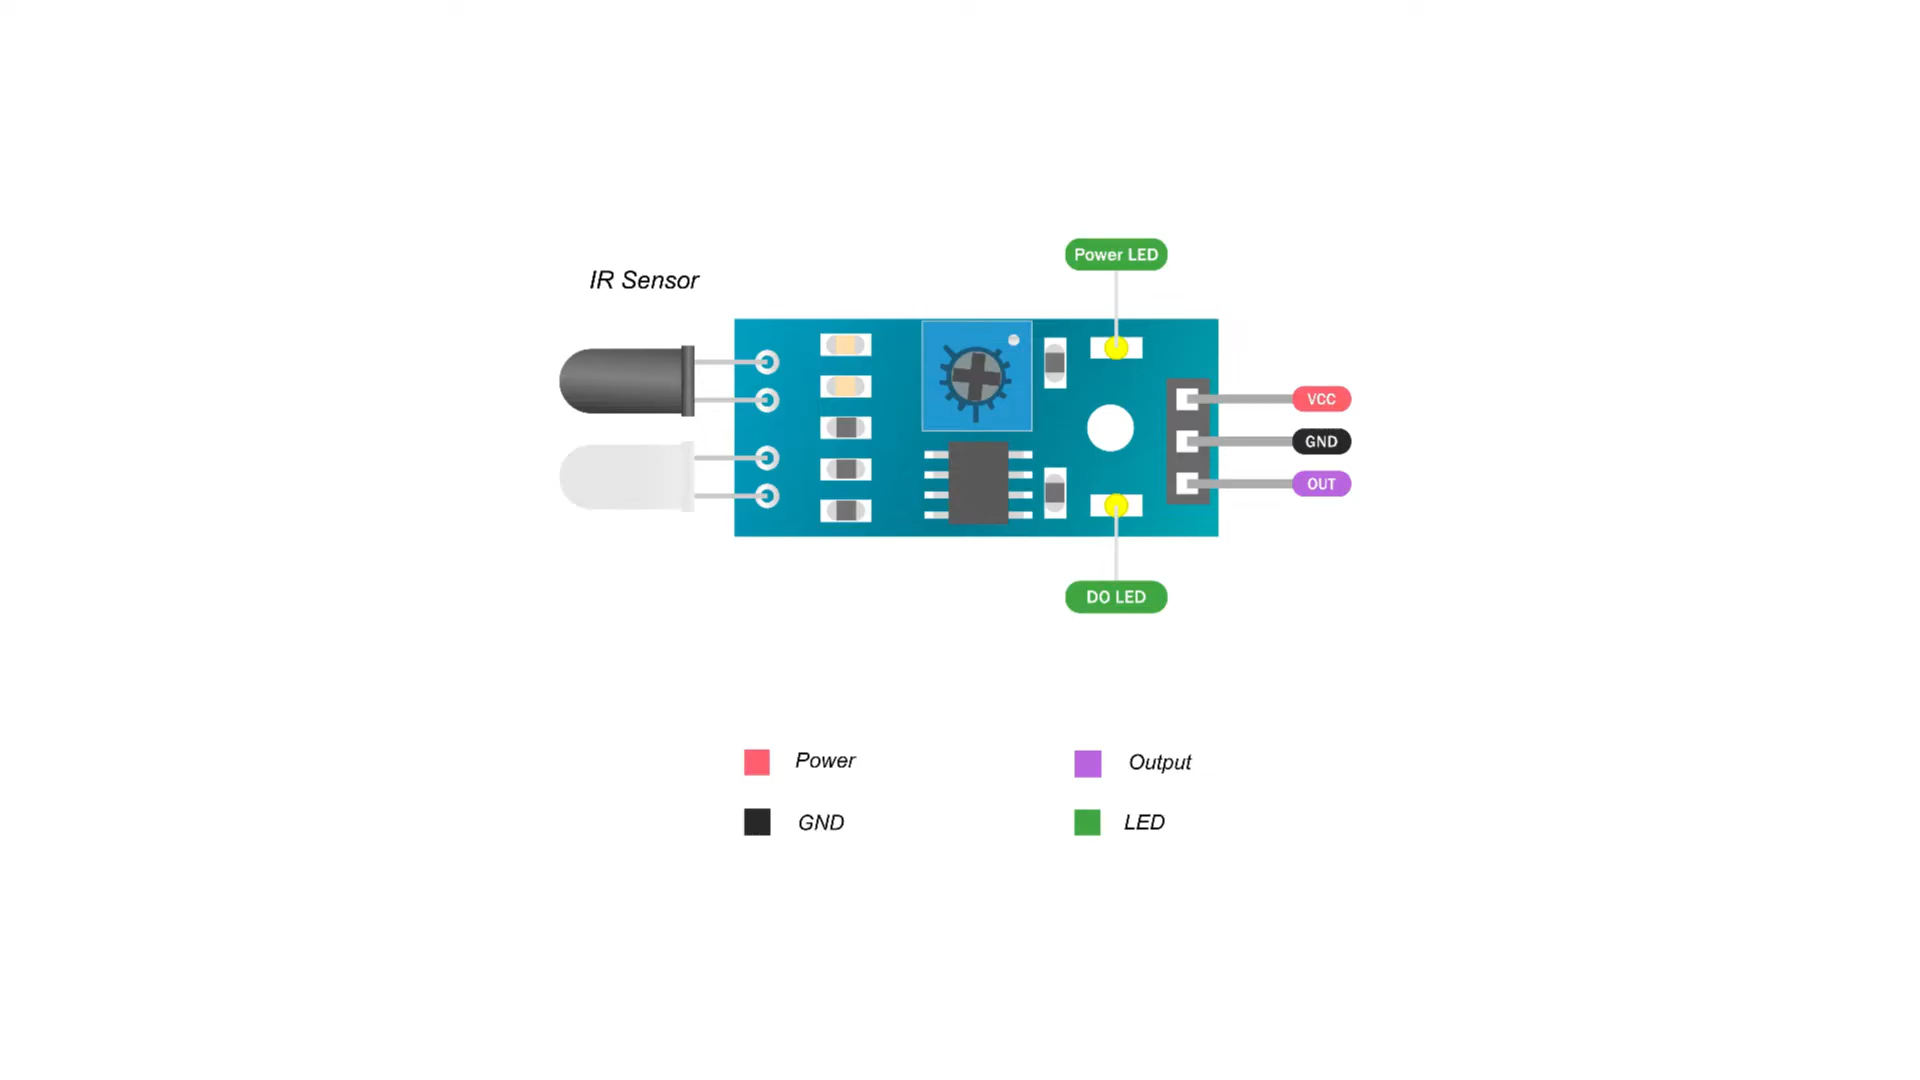 Power LED
IR Sensor
VCC
GND
OUT
DO LED
Power
Output
GND
LED